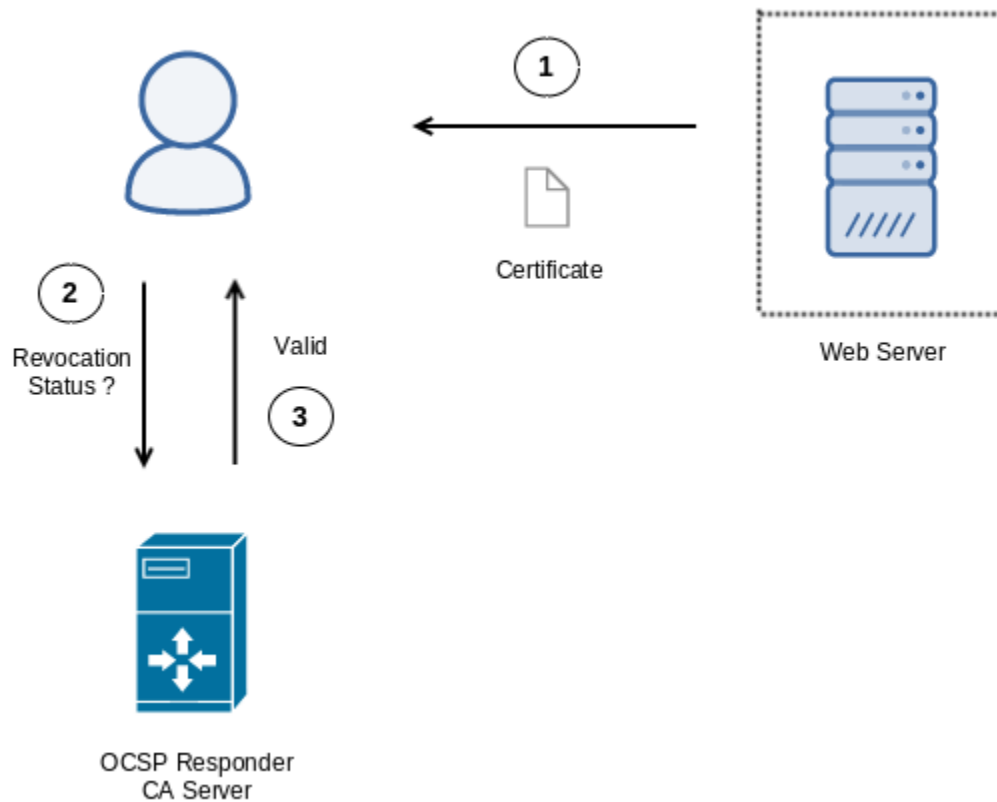 1
Certificate
Web Server
2
Revocation
Status ?
Valid
3
OCSP Responder
CA Server